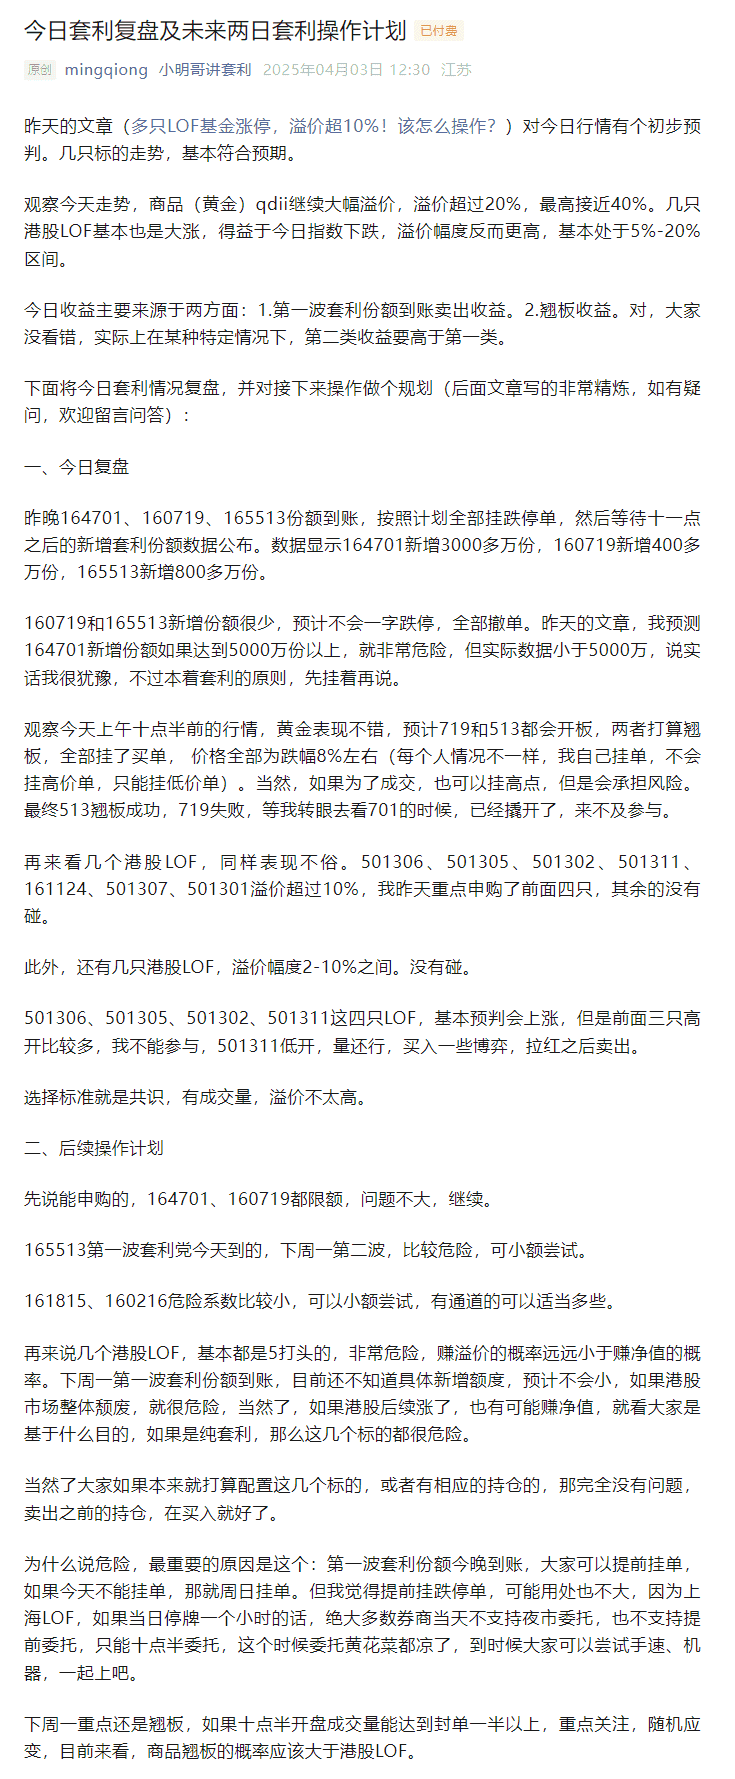 今日套利复盘及未来两日套利操作计划 已付费
原创 mingqiong 小明哥讲套利 2025年04月03日 12:30 江苏
昨天的文章（多只LOF基金涨停，溢价超10%！该怎么操作？）对今日行情有个初步预
判。几只标的走势，基本符合预期。
观察今天走势，商品（黄金）qdii继续大幅溢价，溢价超过20%，最高接近40%。几只
港股LOF基本也是大涨，得益于今日指数下跌，溢价幅度反而更高，基本处于5%-20%
区间。
今日收益主要来源于两方面：1.第一波套利份额到账卖出收益。2.翘板收益。对，大家
没看错，实际上在某种特定情况下，第二类收益要高于第一类。
下面将今日套利情况复盘，并对接下来操作做个规划（后面文章写的非常精炼，如有疑
问，欢迎留言问答）：
一、今日复盘
昨晚164701、160719、165513份额到账，按照计划全部挂跌停单，然后等待十一点
之后的新增套利份额数据公布。数据显示164701新增3000多万份，160719新增400多
万份，165513新增800多万份。
160719和165513新增份额很少，预计不会一字跌停，全部撤单。昨天的文章，我预测
164701新增份额如果达到5000万份以上，就非常危险，但实际数据小于5000万，说实
话我很犹豫，不过本着套利的原则，先挂着再说。
观察今天上午十点半前的行情，黄金表现不错，预计719和513都会开板，两者打算翘
板，全部挂了买单， 价格全部为跌幅8%左右（每个人情况不一样，我自己挂单，不会
挂高价单，只能挂低价单）。当然，如果为了成交，也可以挂高点，但是会承担风险。
最终513翘板成功，719失败，等我转眼去看701的时候，已经撬开了，来不及参与。
再来看几个港股LOF，同样表现不俗。501306、501305、501302、501311、
161124、501307、501301溢价超过10%，我昨天重点申购了前面四只，其余的没有
碰。
此外，还有几只港股LOF，溢价幅度2-10%之间。没有碰。
501306、501305、501302、501311这四只LOF，基本预判会上涨，但是前面三只高
开比较多，我不能参与，501311低开，量还行，买入一些博弈，拉红之后卖出。
选择标准就是共识，有成交量，溢价不太高。
二、后续操作计划
先说能申购的，164701、160719都限额，问题不大，继续。
165513第一波套利党今天到的，下周一第二波，比较危险，可小额尝试。
161815、160216危险系数比较小，可以小额尝试，有通道的可以适当多些。
再来说几个港股LOF，基本都是5打头的，非常危险，赚溢价的概率远远小于赚净值的概
率。下周一第一波套利份额到账，目前还不知道具体新增额度，预计不会小，如果港股
市场整体颓废，就很危险，当然了，如果港股后续涨了，也有可能赚净值，就看大家是
基于什么目的，如果是纯套利，那么这几个标的都很危险。
当然了大家如果本来就打算配置这几个标的，或者有相应的持仓的，那完全没有问题，
卖出之前的持仓，在买入就好了。
为什么说危险，最重要的原因是这个：第一波套利份额今晚到账，大家可以提前挂单，
如果今天不能挂单，那就周日挂单。但我觉得提前挂跌停单，可能用处也不大，因为上
海LOF，如果当日停牌一个小时的话，绝大多数券商当天不支持夜市委托，也不支持提
前委托，只能十点半委托，这个时候委托黄花菜都凉了，到时候大家可以尝试手速、机
器，一起上吧。
下周一重点还是翘板，如果十点半开盘成交量能达到封单一半以上，重点关注，随机应
变，目前来看，商品翘板的概率应该大于港股LOF。